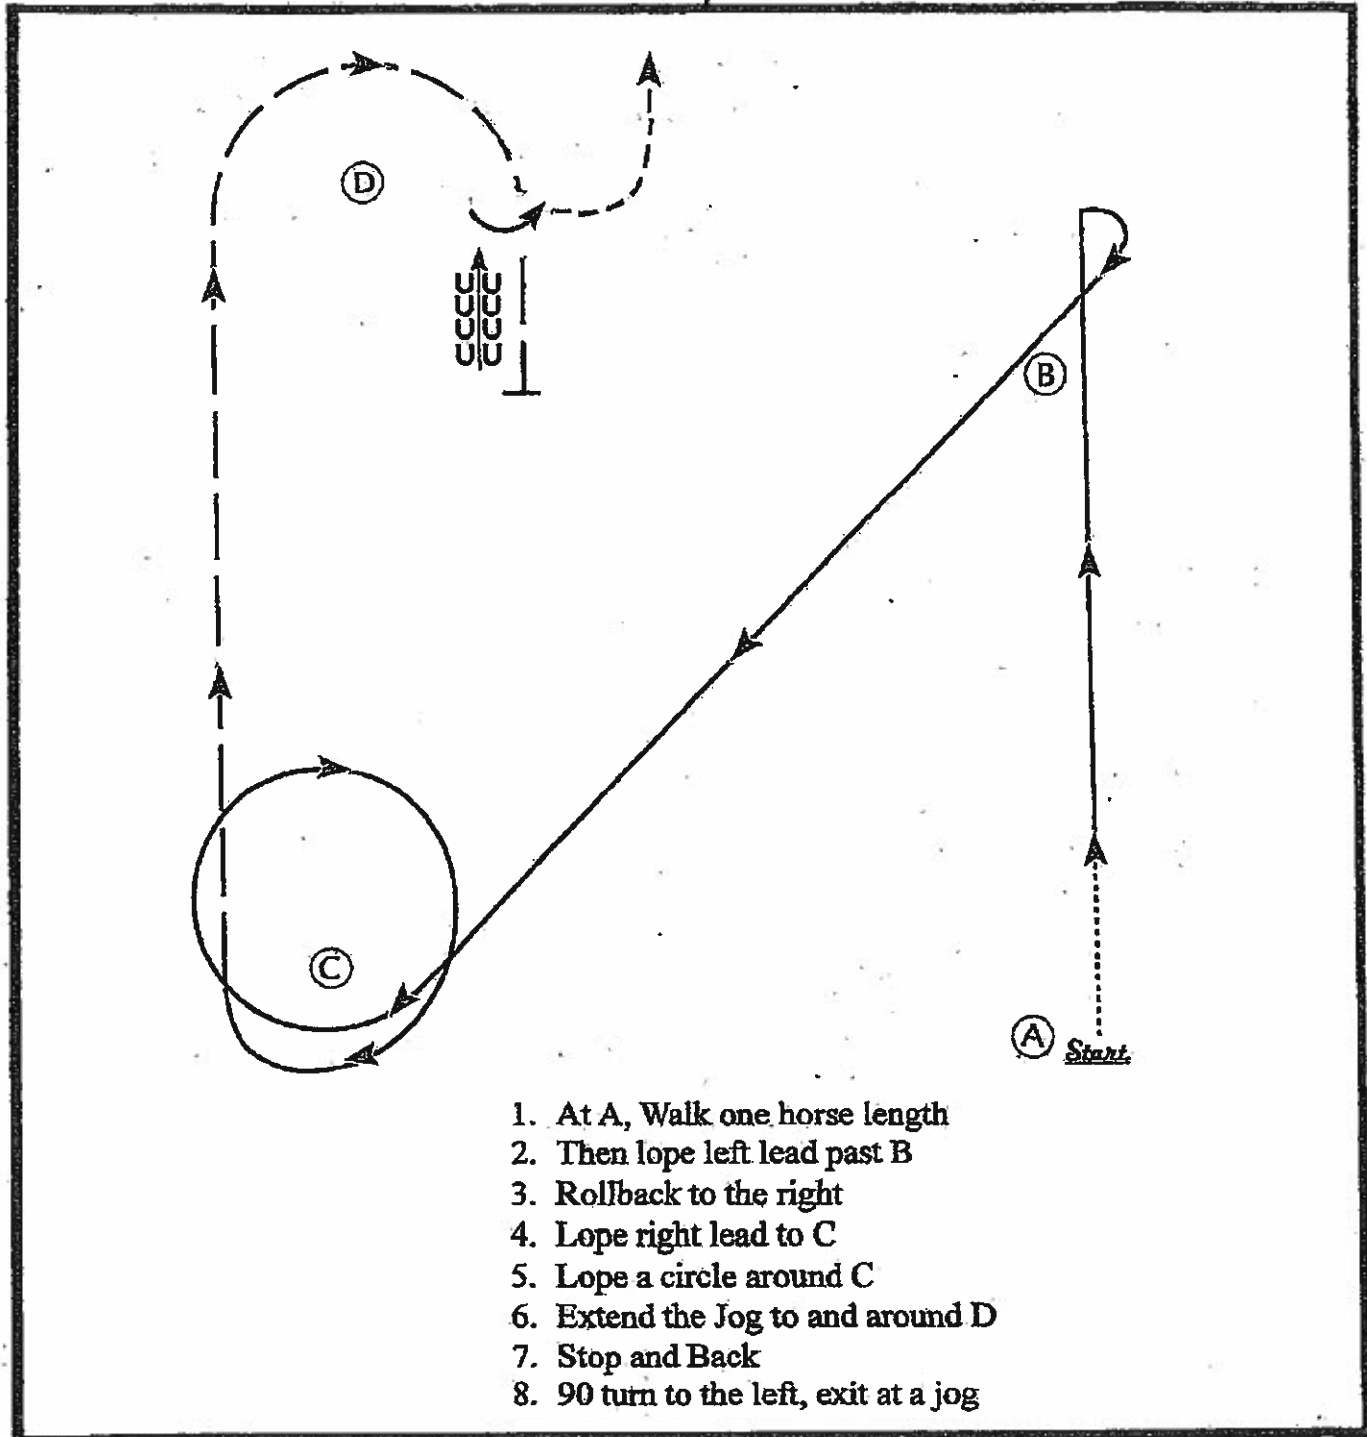 D
B
C
A Start
1. At A, Walk one horse length
2. Then lope left lead past B
3. Rollback to the right
4. Lope right lead to C
5. Lope a circle around C
6. Extend the Jog to and around D
7. Stop and Back
8. 90 turn to the left, exit at a jog